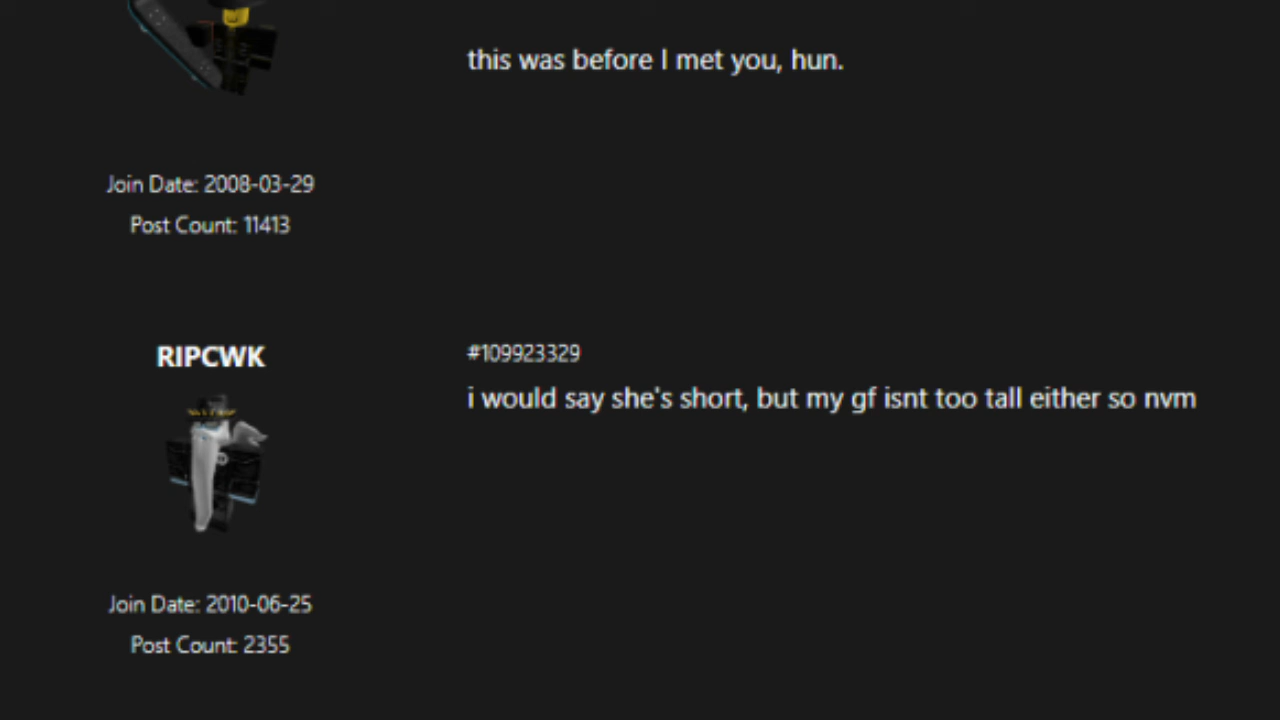 this was before I met you, hun.
Join Date: 2008-03-29
Post Count: 11413
RIPCWK
#109923329
i would say she's short, but my gf isnt too tall either so nvm
Join Date: 2010-06-25
Post Count: 2355